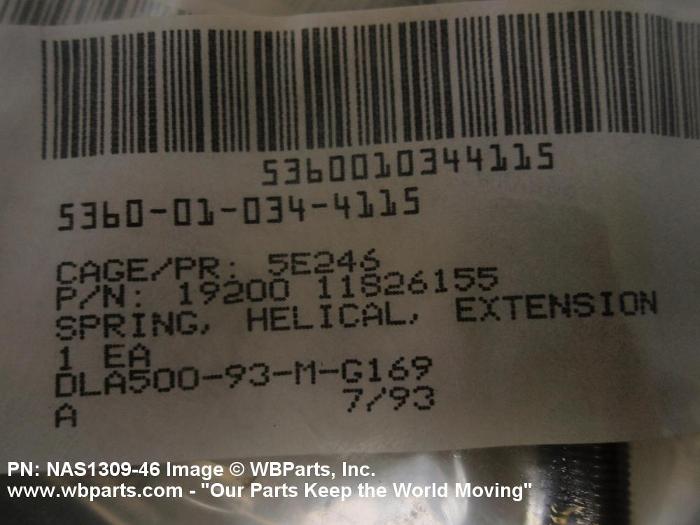 5360010344115
5360-01-034-4115
CAGE/PR: 5E246
P/N: 19200 11826155
SPRING, HELICAL, EXTENSION
1 EA
DLA500-93-M-G169
A 7/93
PN: NAS1309-46 Image © WBParts, Inc.
www.wbparts.com - "Our Parts Keep the World Moving"